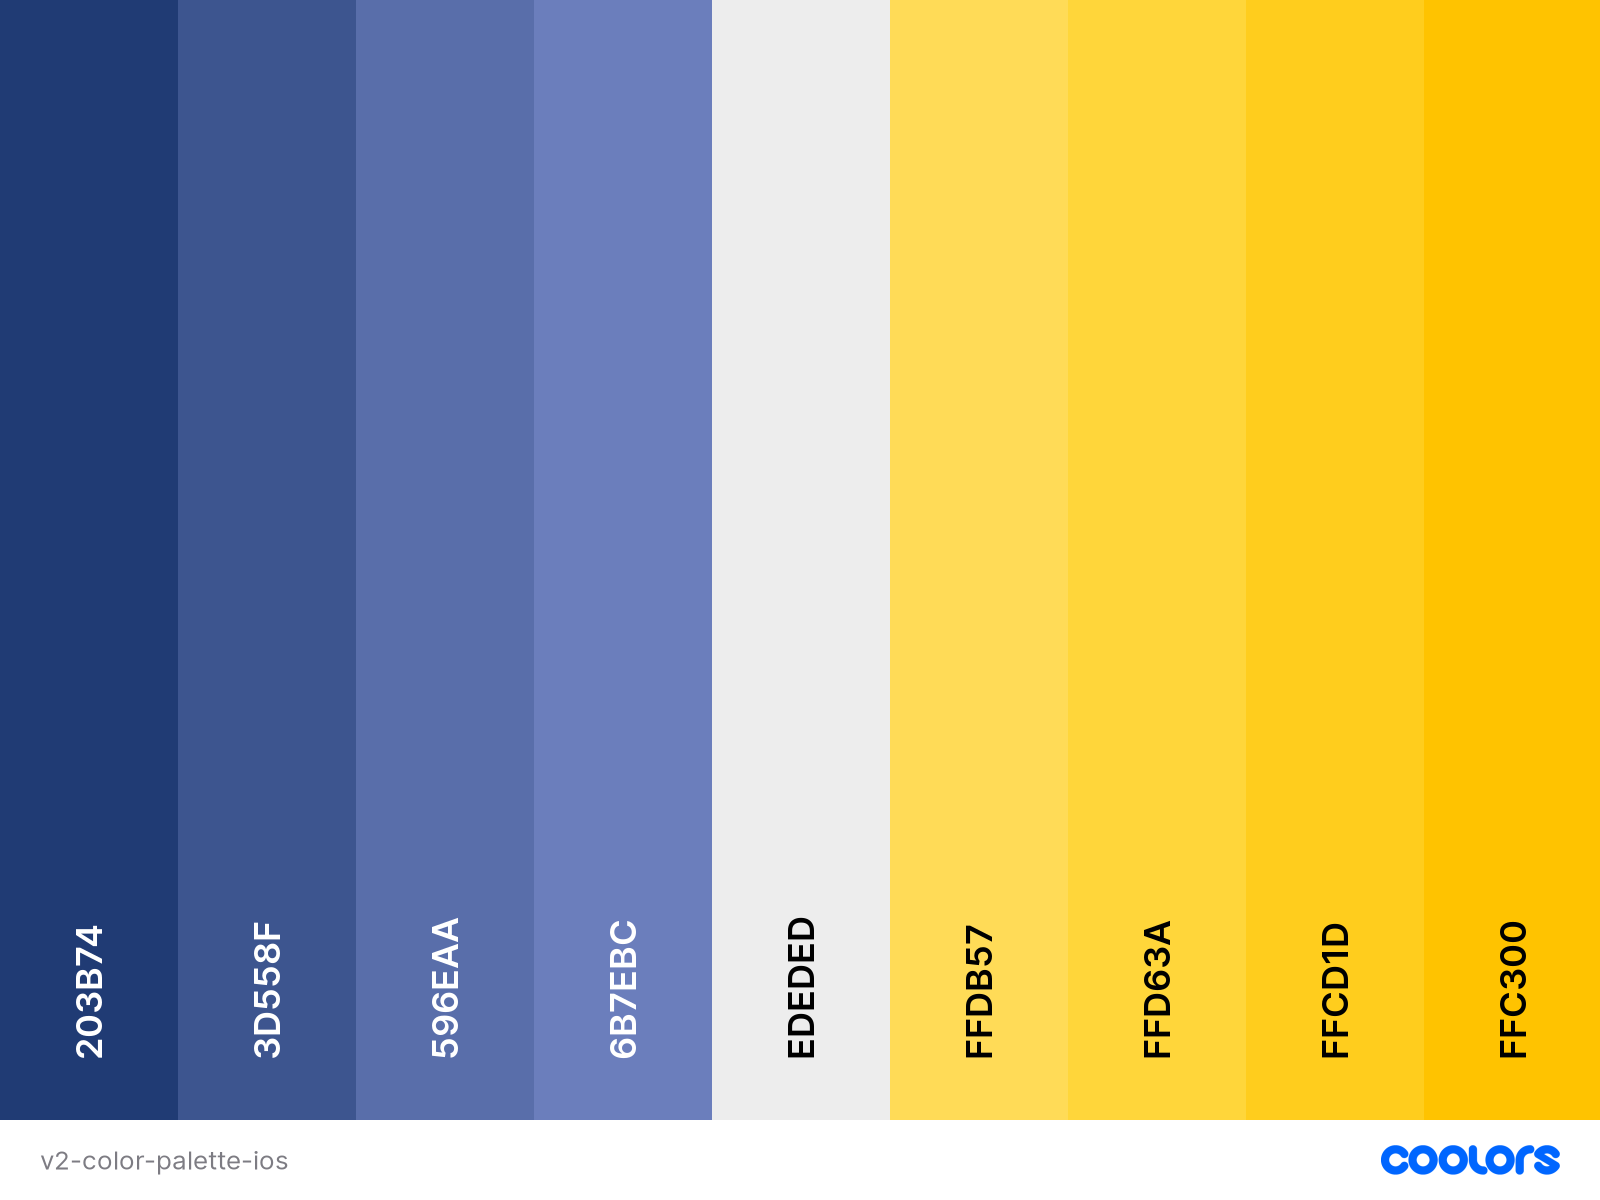 203B74
3D558F
596EAA
6B7EBC
EDEDED
FFDB57
FFD63A
FFCD1D
FFC300
v2-color-palette-ios
coolors